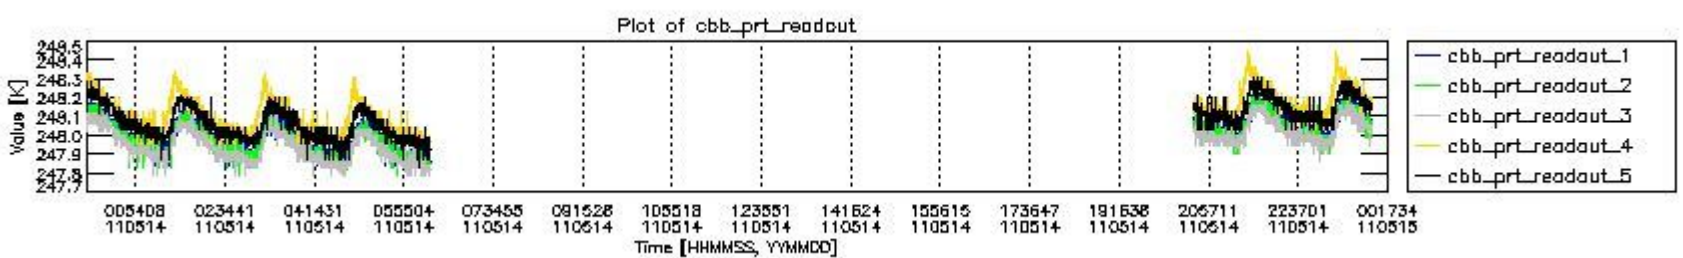 Plot of cbb_prt_readout
248.5
248.4
248.3
248.2
248.1
248.0
247.9
247.8
247.7
Value [K]
005408 023441 041431 055504 073455 091528 105518 123551 141624 155615 173647 191638 205711 223701 001734
110514 110514 110514 110514 110514 110514 110514 110514 110514 110514 110514 110514 110514 110514 110515
Time [HHMMSS, YYMMDD]
cbb_prt_readout_1
cbb_prt_readout_2
cbb_prt_readout_3
cbb_prt_readout_4
cbb_prt_readout_5